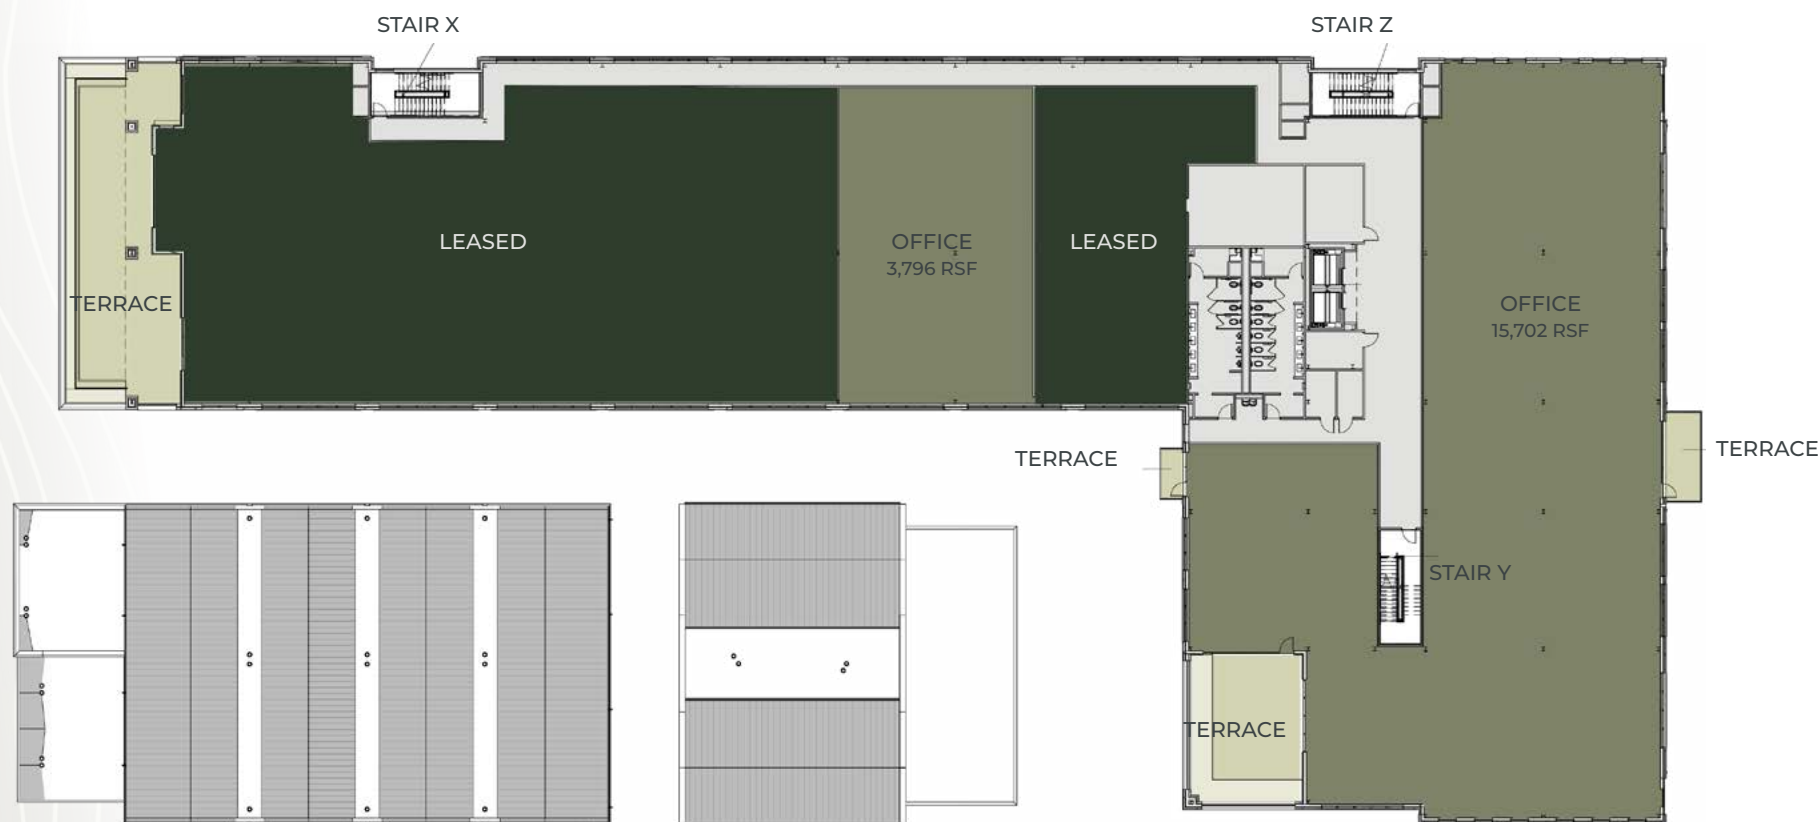 STAIR X
STAIR Z
LEASED
OFFICE
3,796 RSF
LEASED
TERRACE
OFFICE
15,702 RSF
TERRACE
TERRACE
STAIR Y
TERRACE